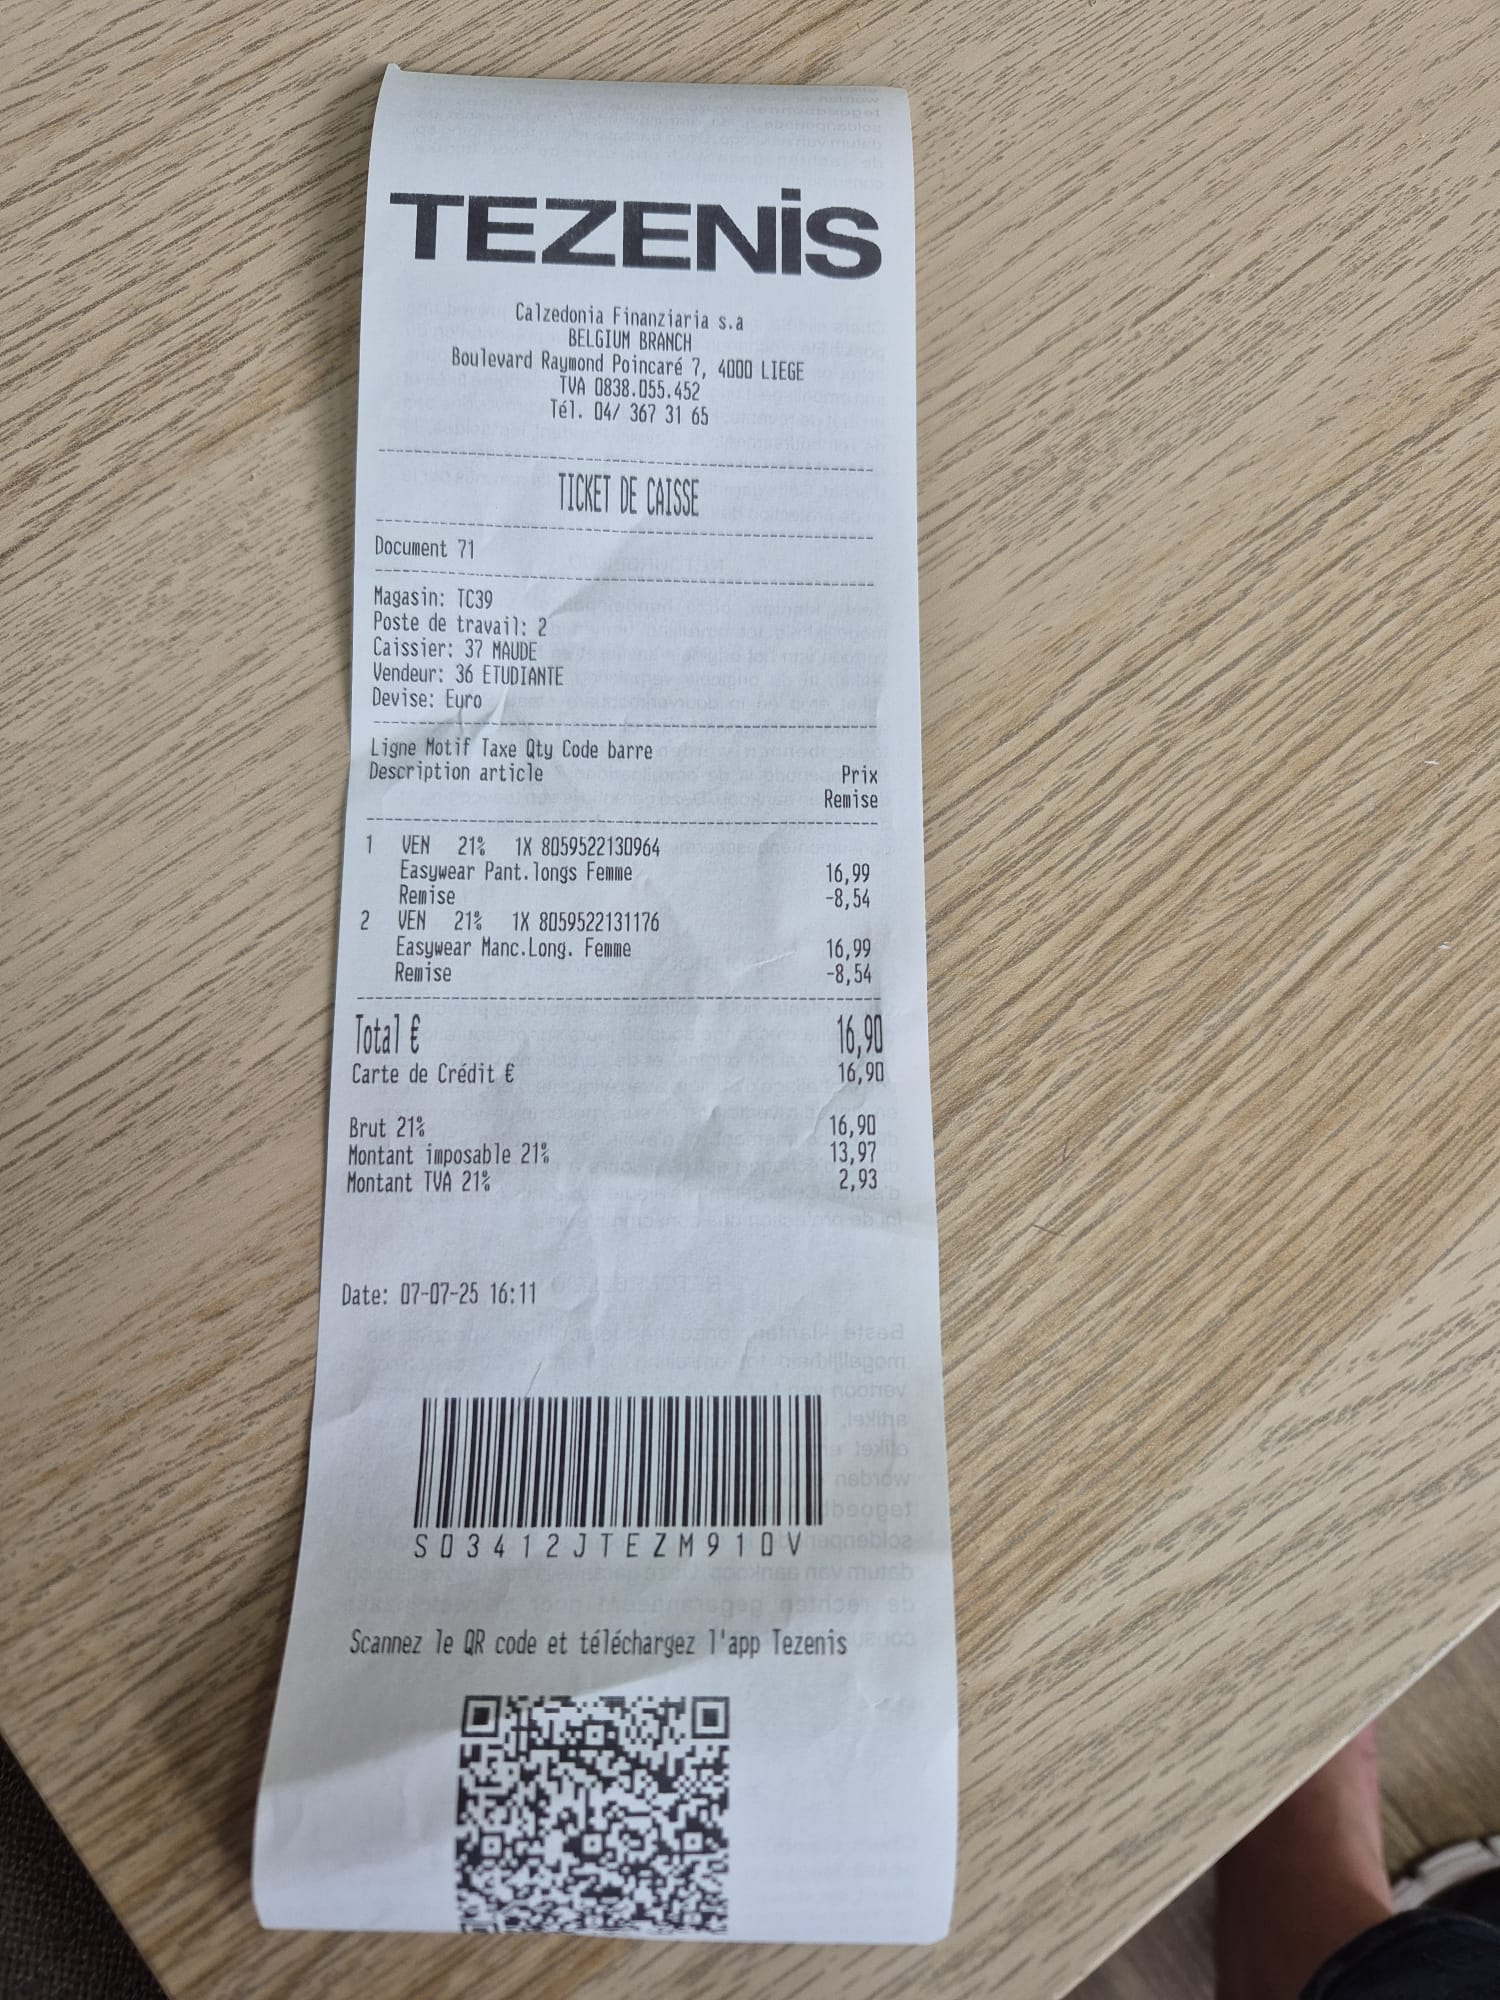 TEZENİS
Calzedonia Finanziaria s.a
BELGIUM BRANCH
Boulevard Raymond Poincaré 7, 4000 LIEGE
TVA 0838.055.452
Tél. 04/ 367 31 65
TICKET DE CAISSE
Document 71
Magasin: TC39
Poste de travail: 2
Caissier: 37 MAUDE
Vendeur: 36 ETUDIANTE
Devise: Euro
Ligne Motif Taxe Qty Code barre
Description article Prix
Remise
1 VEN 21% 1X 8059522130964
Easywear Pant.longs Femme 16,99
Remise -8,54
2 VEN 21% 1X 8059522131176
Easywear Manc.Long. Femme 16,99
Remise -8,54
Total € 16,90
Carte de Crédit € 16,90
Brut 21% 16,90
Montant imposable 21% 13,97
Montant TVA 21% 2,93
Date: 07-07-25 16:11
S03412JTEZM910V
Scannez le QR code et téléchargez l'app Tezenis